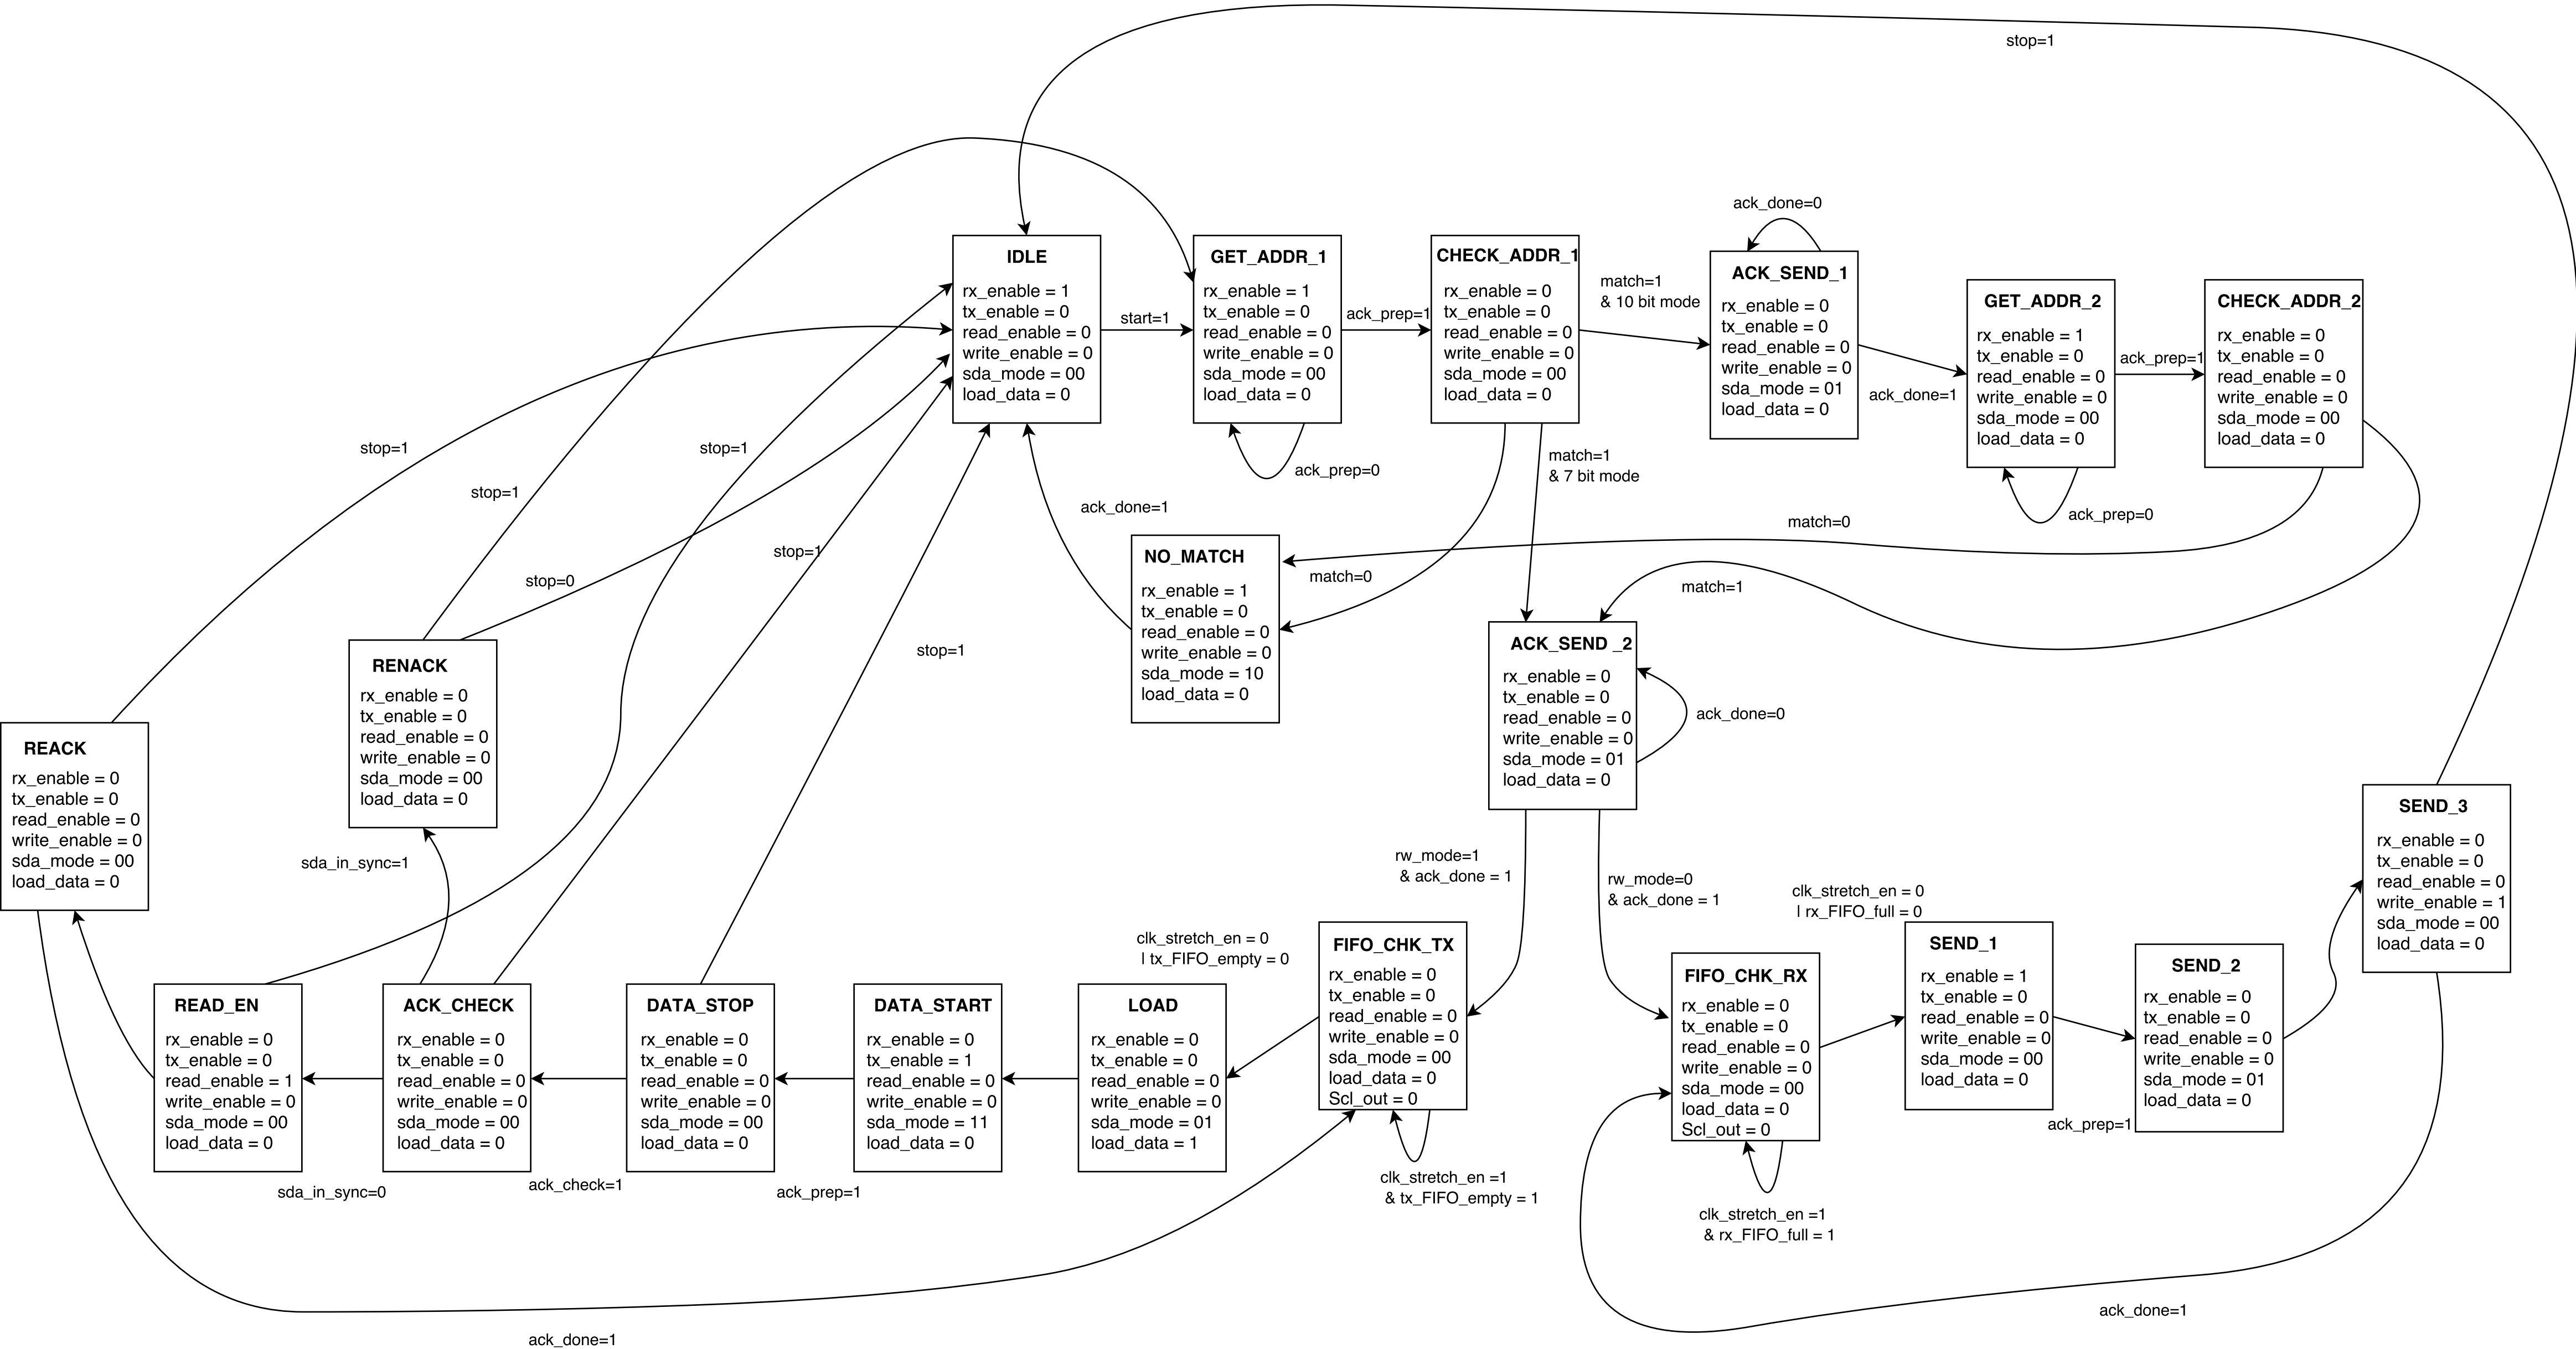 stop=1
ack_done=0
IDLE
rx_enable = 1
tx_enable = 0
read_enable = 0
write_enable = 0
sda_mode = 00
load_data = 0
start=1
GET_ADDR_1
rx_enable = 1
tx_enable = 0
read_enable = 0
write_enable = 0
sda_mode = 00
load_data = 0
ack_prep=1
ack_prep=0
CHECK_ADDR_1
rx_enable = 0
tx_enable = 0
read_enable = 0
write_enable = 0
sda_mode = 00
load_data = 0
match=1
& 10 bit mode
match=1
& 7 bit mode
ACK_SEND_1
rx_enable = 0
tx_enable = 0
read_enable = 0
write_enable = 0
sda_mode = 01
load_data = 0
ack_done=1
GET_ADDR_2
rx_enable = 1
tx_enable = 0
read_enable = 0
write_enable = 0
sda_mode = 00
load_data = 0
ack_prep=1
ack_prep=0
CHECK_ADDR_2
rx_enable = 0
tx_enable = 0
read_enable = 0
write_enable = 0
sda_mode = 00
load_data = 0
stop=1
stop=1
stop=1
stop=0
stop=1
stop=1
ack_done=1
match=0
match=0
match=1
NO_MATCH
rx_enable = 1
tx_enable = 0
read_enable = 0
write_enable = 0
sda_mode = 10
load_data = 0
ACK_SEND _2
rx_enable = 0
tx_enable = 0
read_enable = 0
write_enable = 0
sda_mode = 01
load_data = 0
ack_done=0
RENACK
rx_enable = 0
tx_enable = 0
read_enable = 0
write_enable = 0
sda_mode = 00
load_data = 0
REACK
rx_enable = 0
tx_enable = 0
read_enable = 0
write_enable = 0
sda_mode = 00
load_data = 0
sda_in_sync=1
rw_mode=1
& ack_done = 1
rw_mode=0
& ack_done = 1
clk_stretch_en = 0
| rx_FIFO_full = 0
clk_stretch_en = 0
| tx_FIFO_empty = 0
SEND_3
rx_enable = 0
tx_enable = 0
read_enable = 0
write_enable = 1
sda_mode = 00
load_data = 0
READ_EN
rx_enable = 0
tx_enable = 0
read_enable = 1
write_enable = 0
sda_mode = 00
load_data = 0
ACK_CHECK
rx_enable = 0
tx_enable = 0
read_enable = 0
write_enable = 0
sda_mode = 00
load_data = 0
DATA_STOP
rx_enable = 0
tx_enable = 0
read_enable = 0
write_enable = 0
sda_mode = 00
load_data = 0
DATA_START
rx_enable = 0
tx_enable = 1
read_enable = 0
write_enable = 0
sda_mode = 11
load_data = 0
LOAD
rx_enable = 0
tx_enable = 0
read_enable = 0
write_enable = 0
sda_mode = 01
load_data = 1
FIFO_CHK_TX
rx_enable = 0
tx_enable = 0
read_enable = 0
write_enable = 0
sda_mode = 00
load_data = 0
Scl_out = 0
FIFO_CHK_RX
rx_enable = 0
tx_enable = 0
read_enable = 0
write_enable = 0
sda_mode = 00
load_data = 0
Scl_out = 0
SEND_1
rx_enable = 1
tx_enable = 0
read_enable = 0
write_enable = 0
sda_mode = 00
load_data = 0
SEND_2
rx_enable = 0
tx_enable = 0
read_enable = 0
write_enable = 0
sda_mode = 01
load_data = 0
ack_prep=1
sda_in_sync=0
ack_check=1
ack_prep=1
clk_stretch_en =1
& tx_FIFO_empty = 1
clk_stretch_en =1
& rx_FIFO_full = 1
ack_done=1
ack_done=1